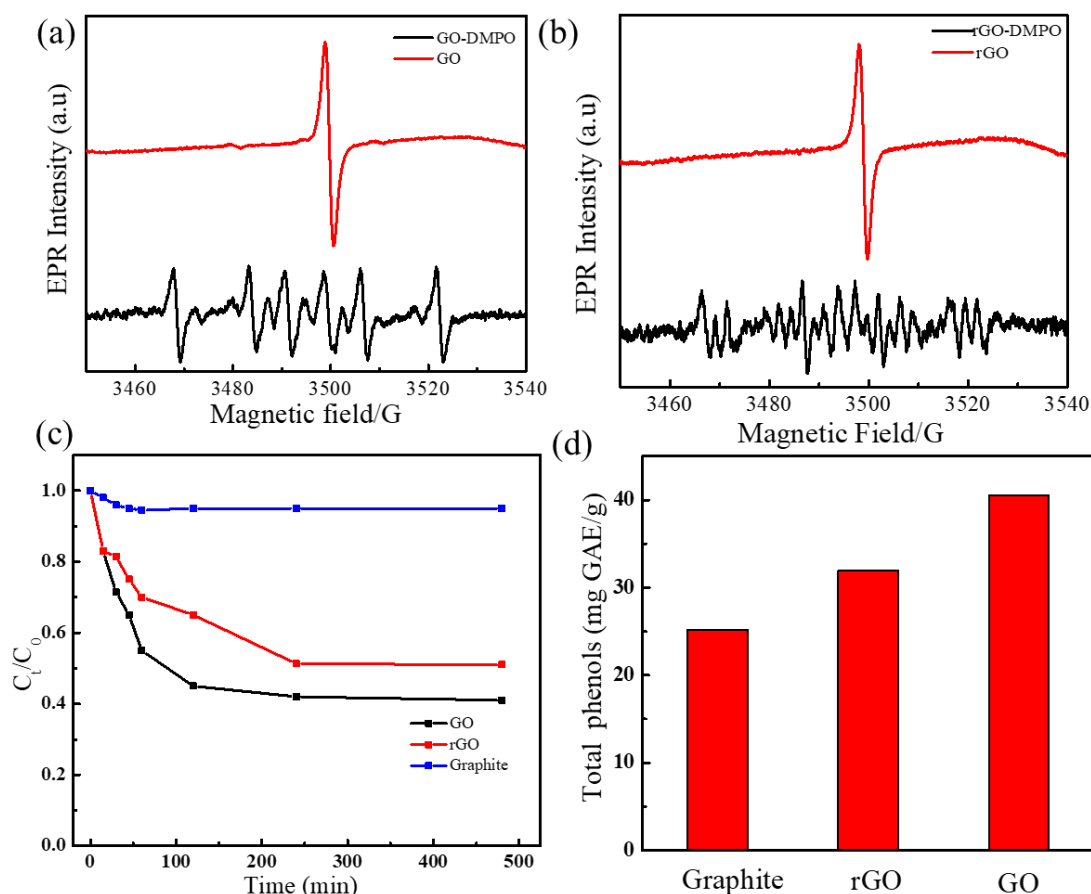 (a)
GO-DMPO
GO
EPR Intensity (a.u)
3460 3480 3500 3520 3540
Magnetic field/G
(b)
rGO-DMPO
rGO
EPR Intensity (a.u)
3460 3480 3500 3520 3540
Magnetic Field/G
(c)
1.0
0.8
0.6
0.4
0.2
0.0
Cₜ/C₀
GO
rGO
Graphite
0 100 200 300 400 500
Time (min)
(d)
40
30
20
10
0
Total phenols (mg GAE/g)
Graphite rGO GO